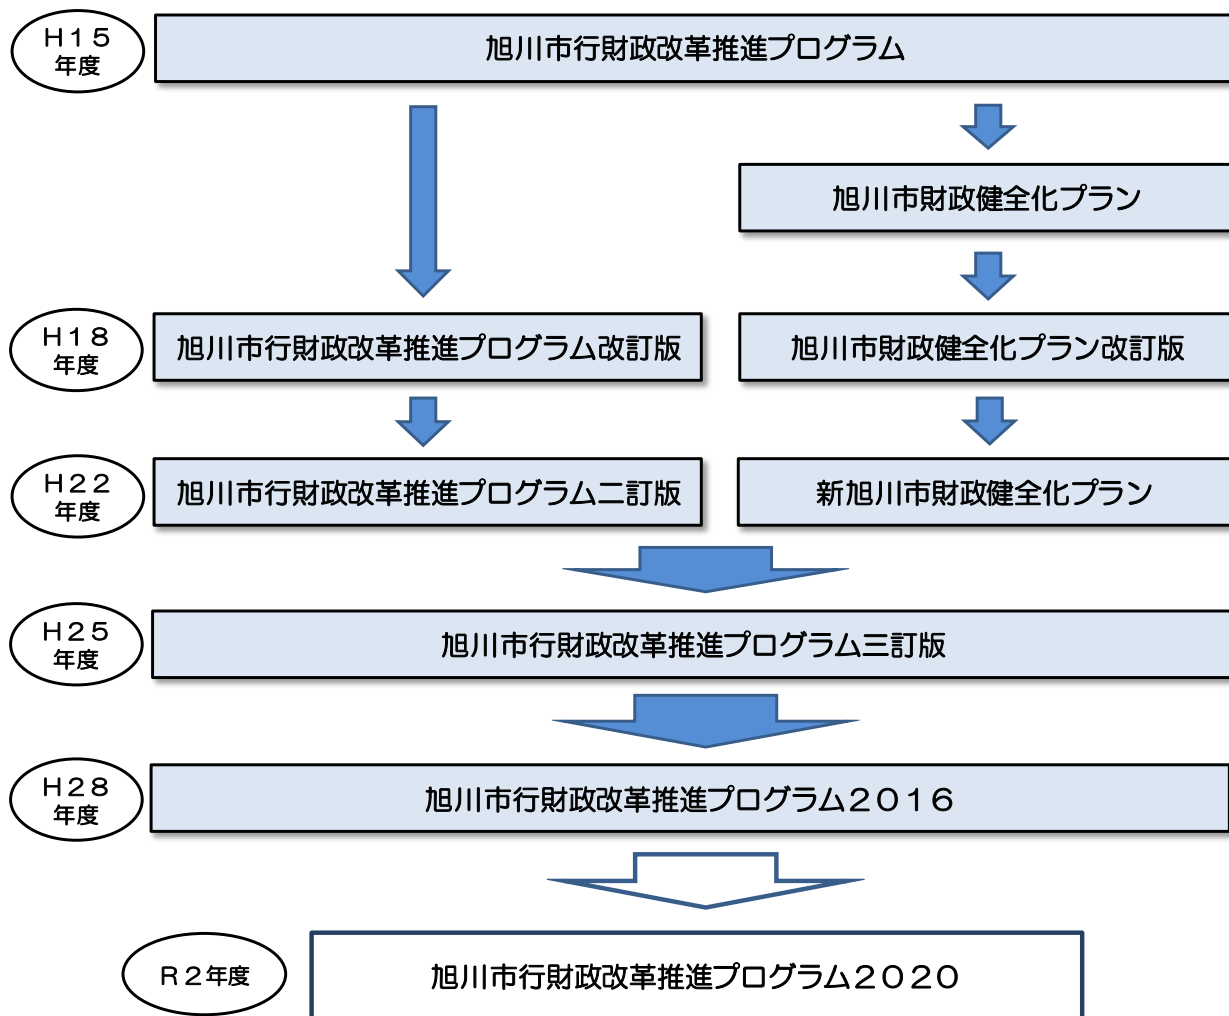 Ｈ１５
年度
旭川市行財政改革推進プログラム
旭川市財政健全化プラン
Ｈ１８
年度
旭川市行財政改革推進プログラム改訂版
旭川市財政健全化プラン改訂版
Ｈ２２
年度
旭川市行財政改革推進プログラム二訂版
新旭川市財政健全化プラン
Ｈ２５
年度
旭川市行財政改革推進プログラム三訂版
Ｈ２８
年度
旭川市行財政改革推進プログラム２０１６
Ｒ２年度
旭川市行財政改革推進プログラム２０２０